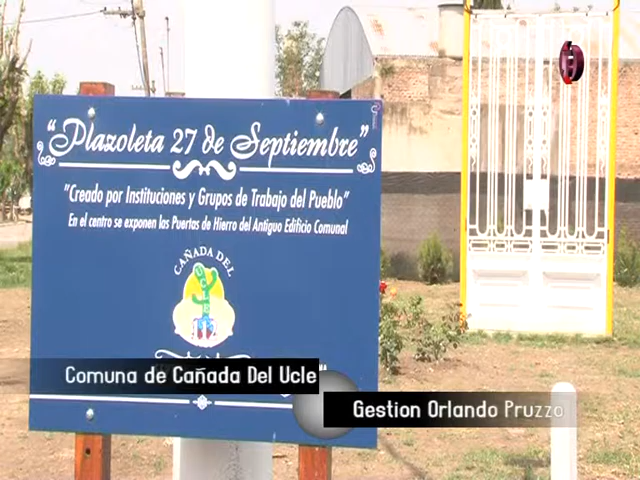 "Plazoleta 27 de Septiembre"
"Creado por Instituciones y Grupos de Trabajo del Pueblo"
En el centro se exponen las Puertas de Hierro del Antiguo Edificio Comunal
CAÑADA DEL
UCLE
Comuna de Cañada Del Ucle
Gestion Orlando Pruzzo